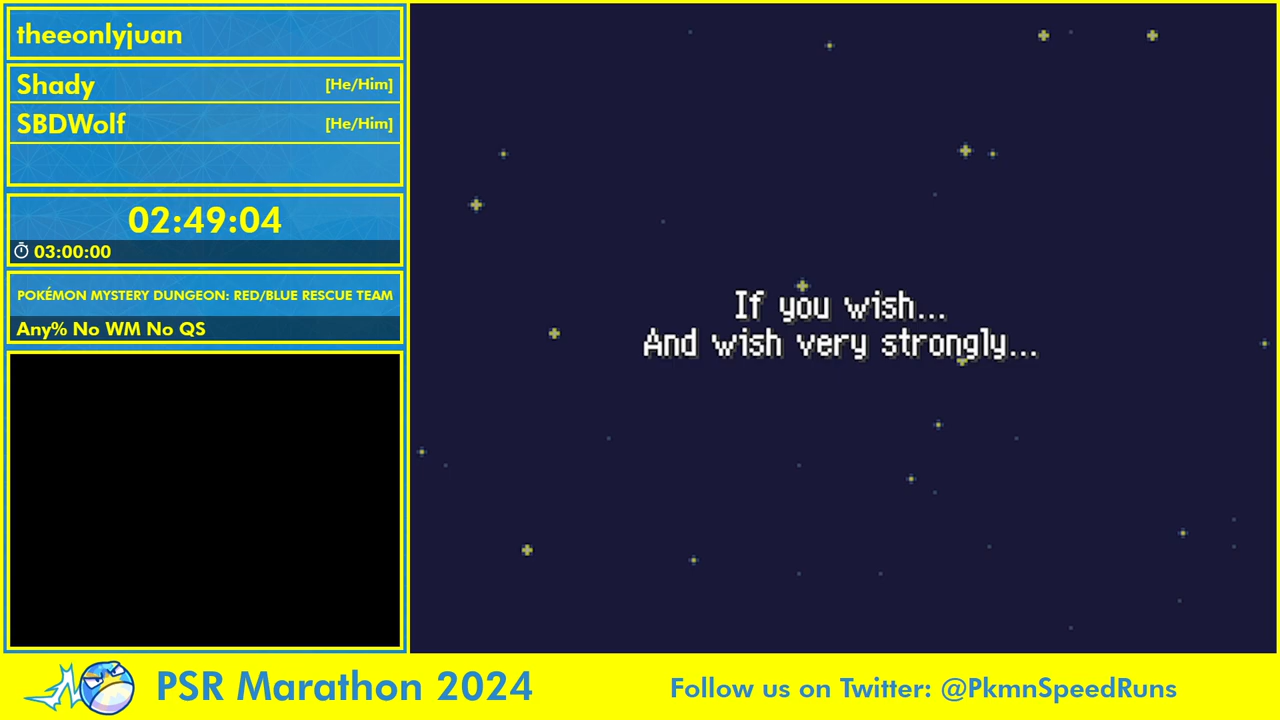 theeonlyjuan
Shady [He/Him]
SBDWolf [He/Him]
02:49:04
03:00:00
POKÉMON MYSTERY DUNGEON: RED/BLUE RESCUE TEAM
Any% No WM No QS
If you wish...
And wish very strongly...
PSR Marathon 2024
Follow us on Twitter: @PkmnSpeedRuns